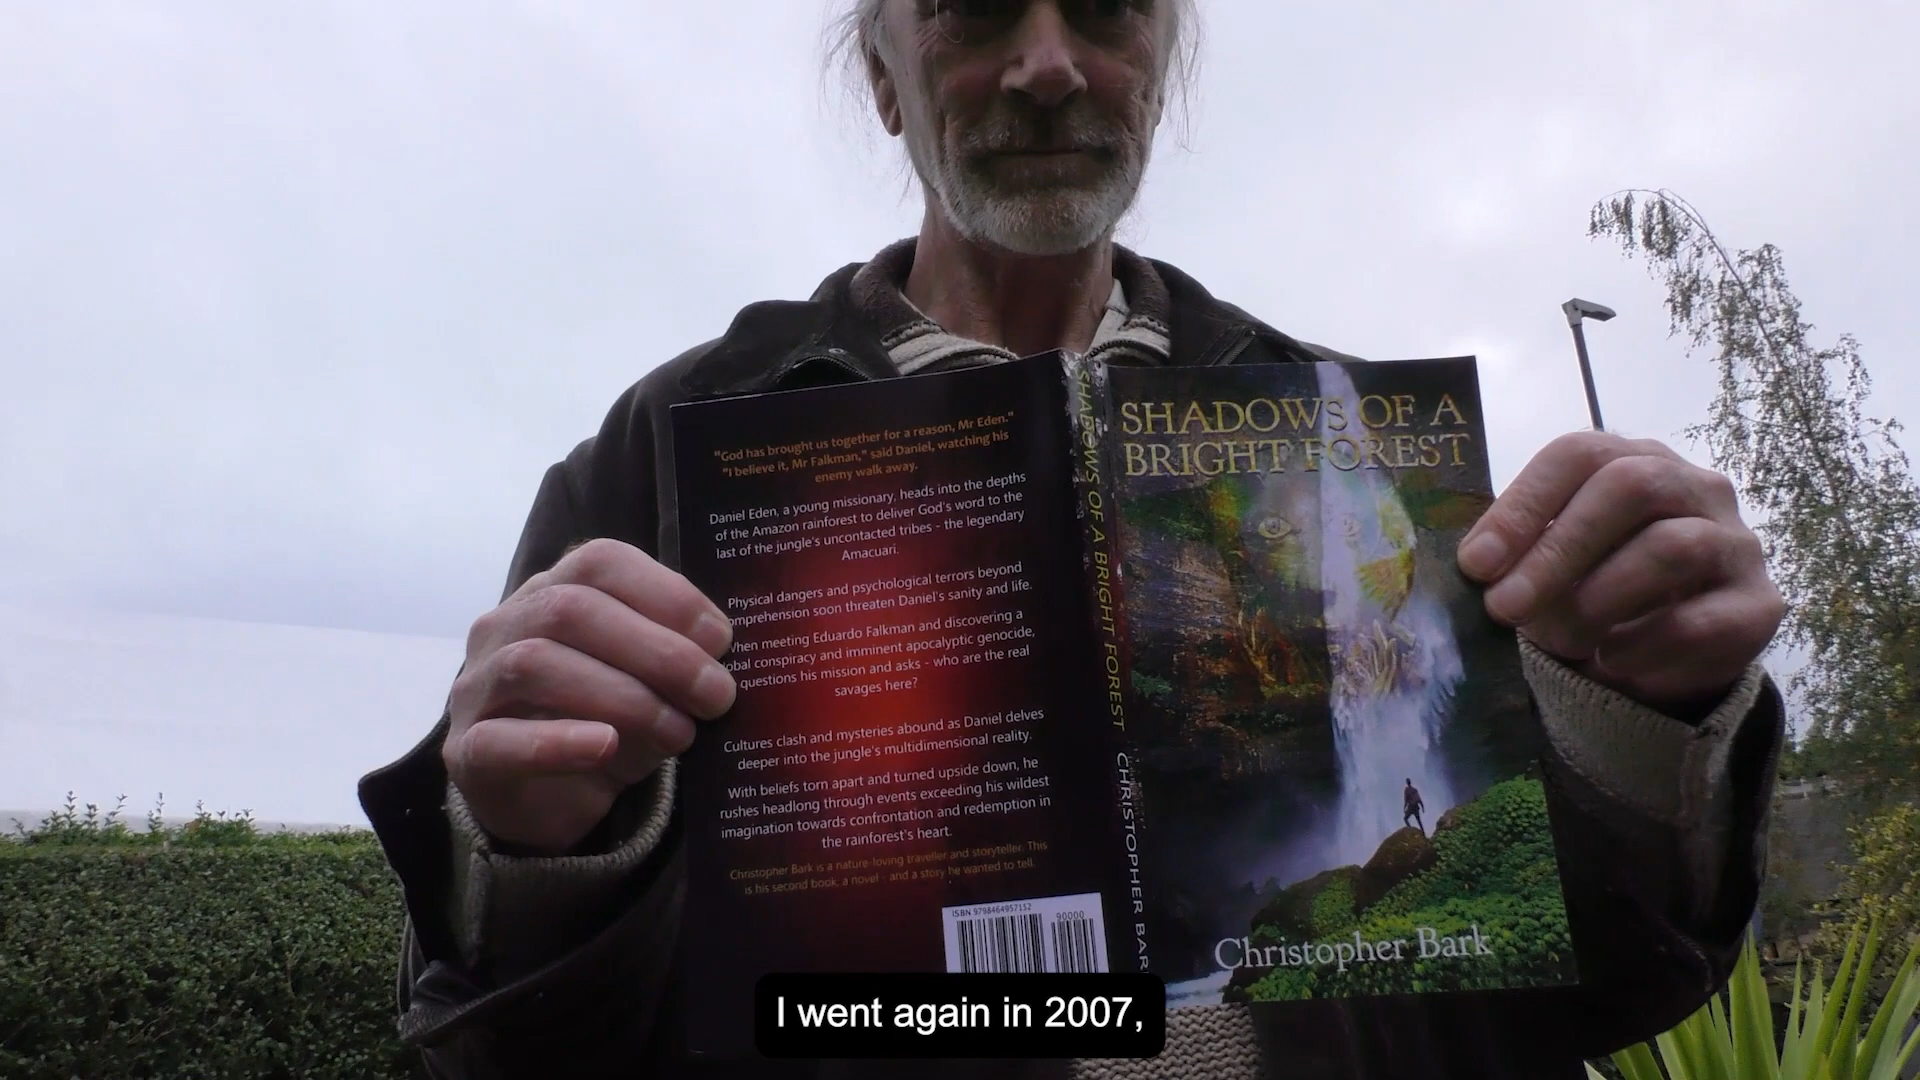 "God has brought us together for a reason, Mr Eden."
"I believe it, Mr Falkman," said Daniel, watching his
enemy walk away.
Daniel Eden, a young missionary, heads into the depths
of the Amazon rainforest to deliver God's word to the
last of the jungle's uncontacted tribes - the legendary
Amacuari.
Physical dangers and psychological terrors beyond
omprehension soon threaten Daniel's sanity and life.
When meeting Eduardo Falkman and discovering a
obal conspiracy and imminent apocalyptic genocide,
questions his mission and asks - who are the real
savages here?
Cultures clash and mysteries abound as Daniel delves
deeper into the jungle's multidimensional reality.
With beliefs torn apart and turned upside down, he
rushes headlong through events exceeding his wildest
imagination towards confrontation and redemption in
the rainforest's heart.
Christopher Bark is a nature-loving traveller and storyteller. This
is his second book, a novel - and a story he wanted to tell.
ISBN 9798464957152
90000
SHADOWS OF A BRIGHT FOREST CHRISTOPHER BAR
SHADOWS OF A
BRIGHT FOREST
Christopher Bark
I went again in 2007,